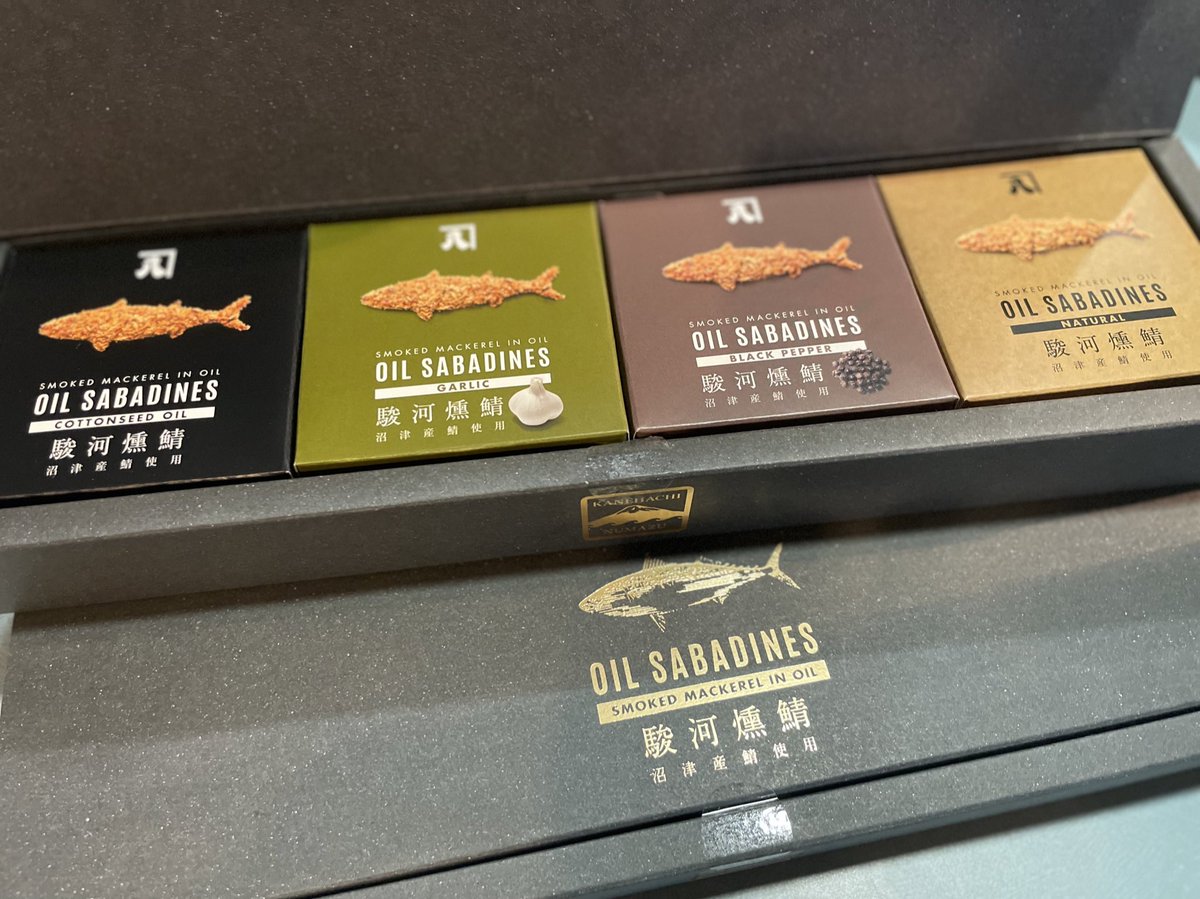 SMOKED MACKEREL IN OIL
OIL SABADINES
COTTONSEED OIL
駿河燻鯖
沼津産鯖使用
SMOKED MACKEREL IN OIL
OIL SABADINES
GARLIC
駿河燻鯖
沼津産鯖使用
SMOKED MACKEREL IN OIL
OIL SABADINES
BLACK PEPPER
駿河燻鯖
沼津産鯖使用
SMOKED MACKEREL IN OIL
OIL SABADINES
NATURAL
駿河燻鯖
沼津産鯖使用
KANEHACHI
NUMAZU
OIL SABADINES
SMOKED MACKEREL IN OIL
駿河燻鯖
沼津産鯖使用